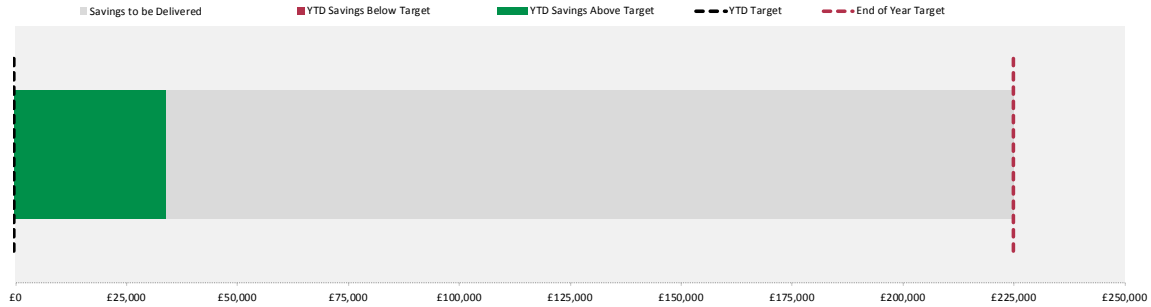 Savings to be Delivered YTD Savings Below Target YTD Savings Above Target YTD Target End of Year Target
£0 £25,000 £50,000 £75,000 £100,000 £125,000 £150,000 £175,000 £200,000 £225,000 £250,000